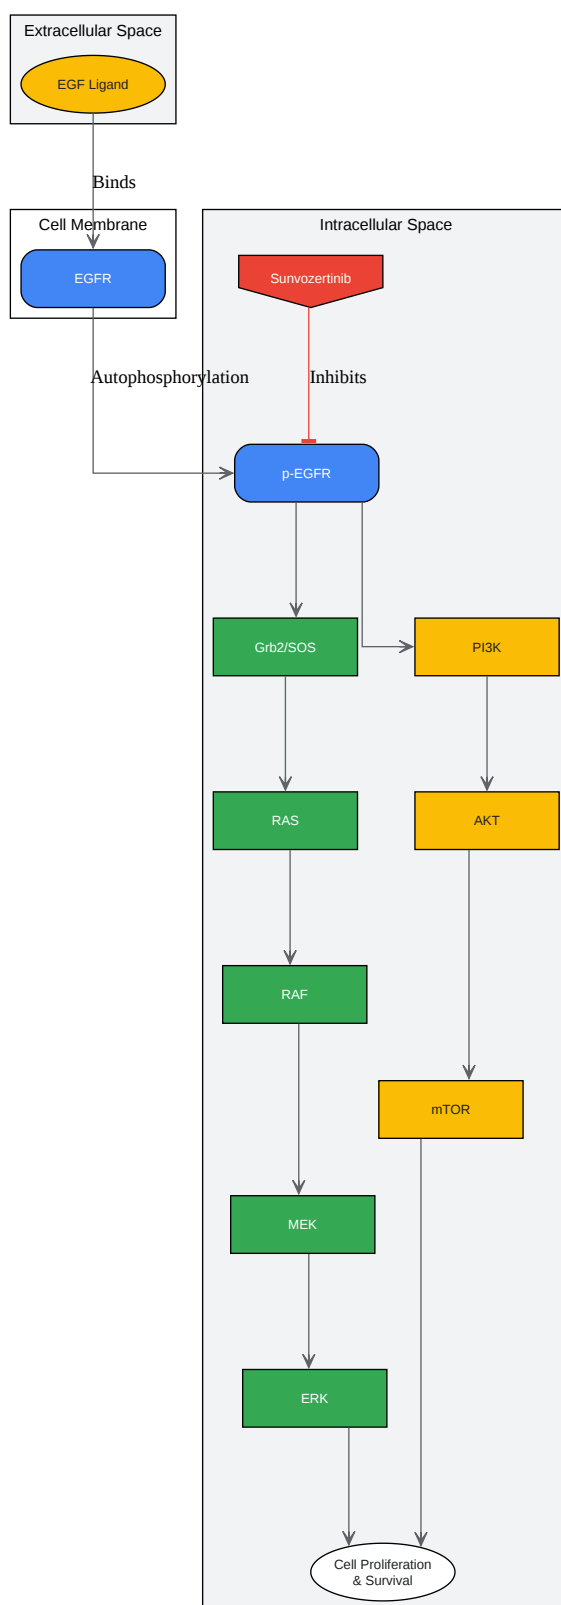 Extracellular Space
EGF Ligand
Binds
Cell Membrane
EGFR
Intracellular Space
Sunvozertinib
Autophosphorylation
Inhibits
p-EGFR
Grb2/SOS
PI3K
RAS
AKT
RAF
mTOR
MEK
ERK
Cell Proliferation
& Survival